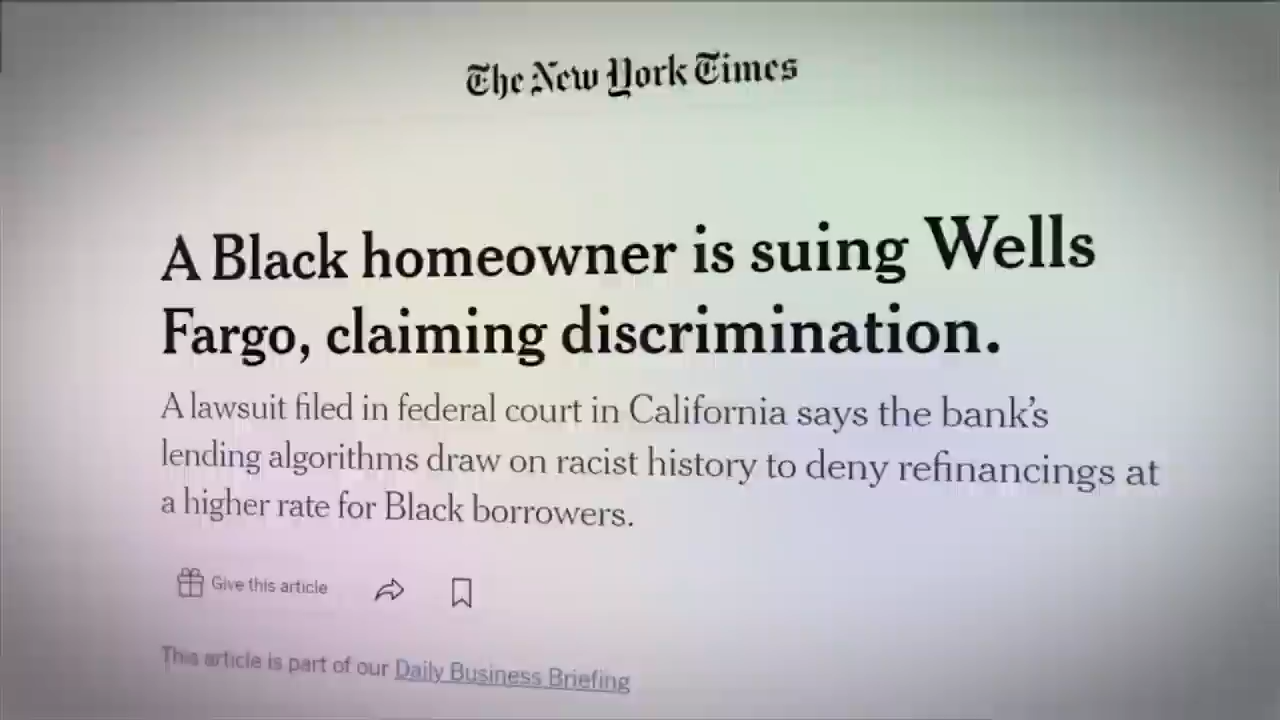 The New York Times
A Black homeowner is suing Wells
Fargo, claiming discrimination.
A lawsuit filed in federal court in California says the bank's
lending algorithms draw on racist history to deny refinancings at
a higher rate for Black borrowers.
Give this article
This article is part of our Daily Business Briefing